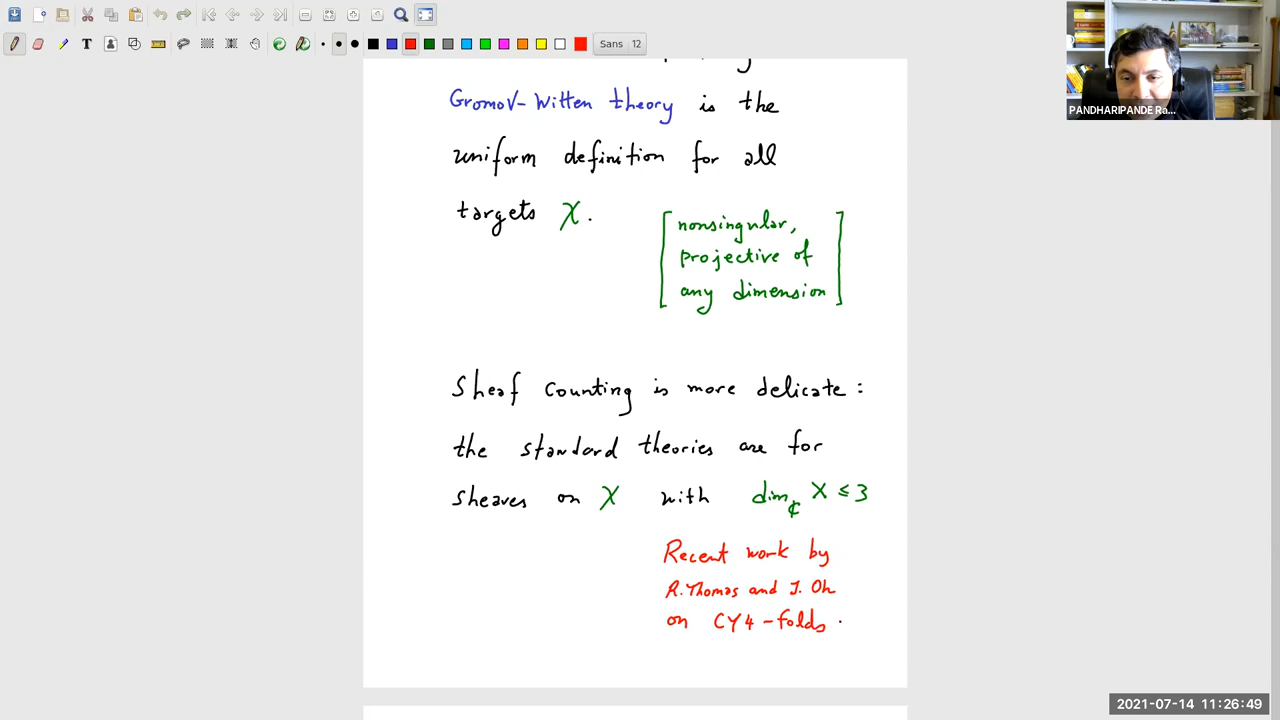 Sans 12
PANDHARIPANDE Ra...
Gromov-Witten theory is the
uniform definition for all
targets X.
[nonsingular,
projective of
any dimension]
Sheaf counting is more delicate:
the standard theories are for
sheaves on X with dim_ℂ X ≤ 3
Recent work by
R. Thomas and J. Oh
on CY4-folds.
2021-07-14 11:26:49